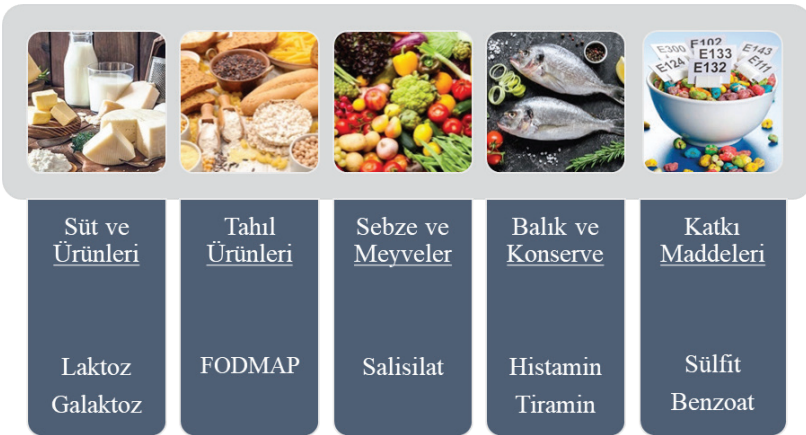 E300
E102
E143
E124
E133
E111
E132
Süt ve
Ürünleri
Laktoz
Galaktoz
Tahıl
Ürünleri
FODMAP
Sebze ve
Meyveler
Salisilat
Balık ve
Konserve
Histamin
Tiramin
Katkı
Maddeleri
Sülfit
Benzoat